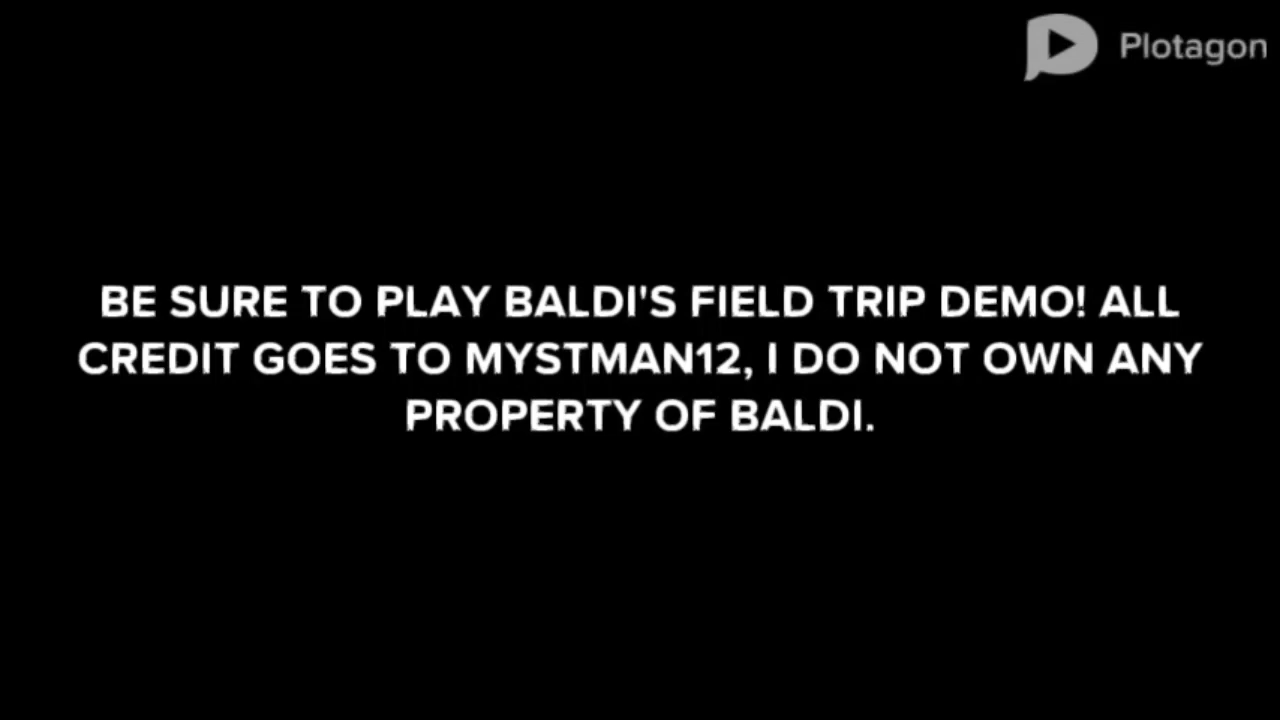 Plotagon
BE SURE TO PLAY BALDI'S FIELD TRIP DEMO! ALL
CREDIT GOES TO MYSTMAN12, I DO NOT OWN ANY
PROPERTY OF BALDI.